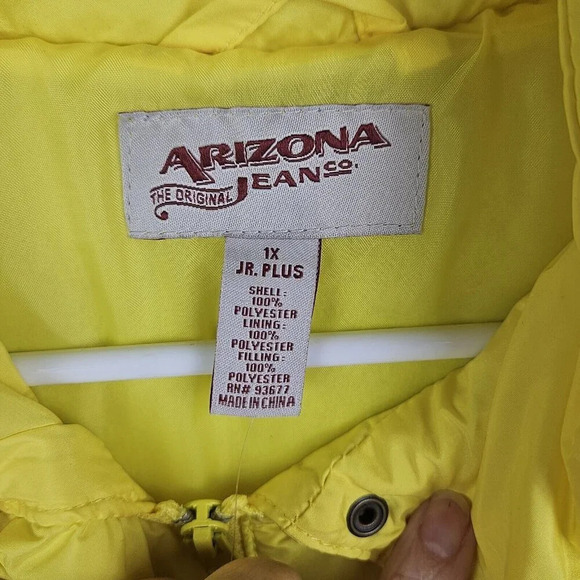 ARIZONA
THE ORIGINAL JEAN CO.
1X
JR. PLUS
SHELL:
100%
POLYESTER
LINING:
100%
POLYESTER
FILLING:
100%
POLYESTER
RN# 93677
MADE IN CHINA